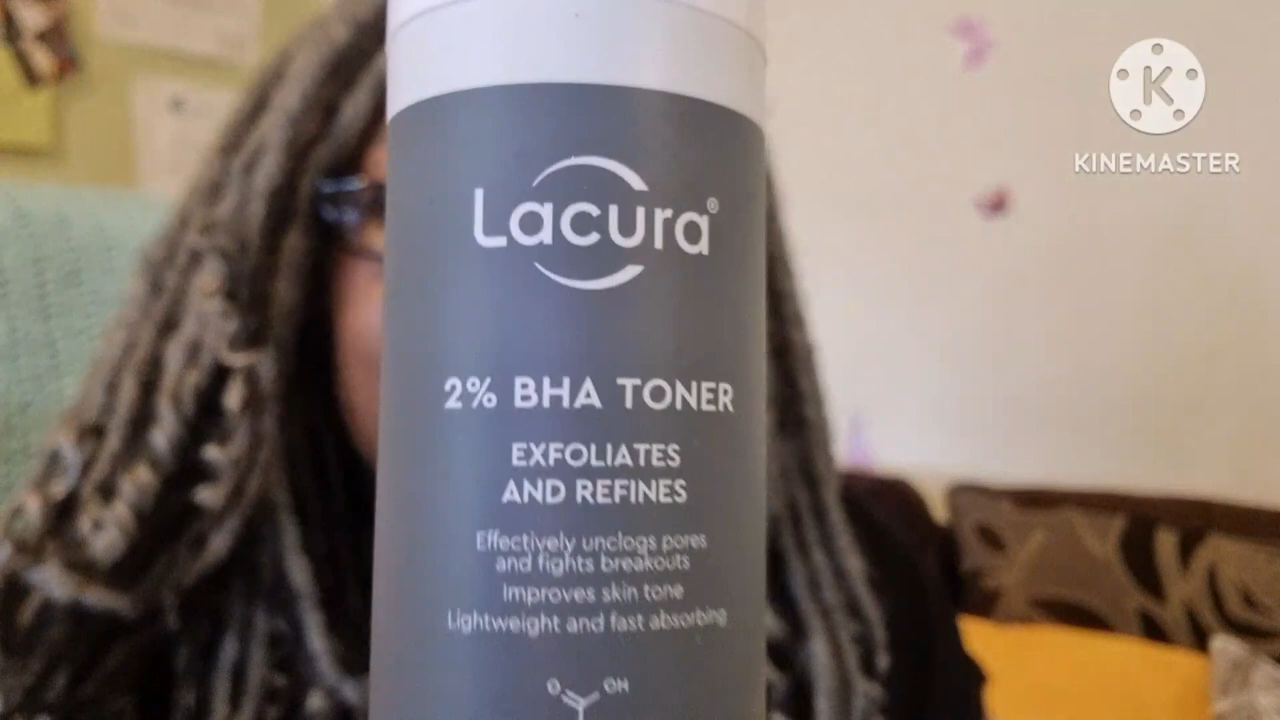 Lacura®
2% BHA TONER
EXFOLIATES
AND REFINES
Effectively unclogs pores
and fights breakouts
Improves skin tone
Lightweight and fast absorbing
O OH
K
KINEMASTER